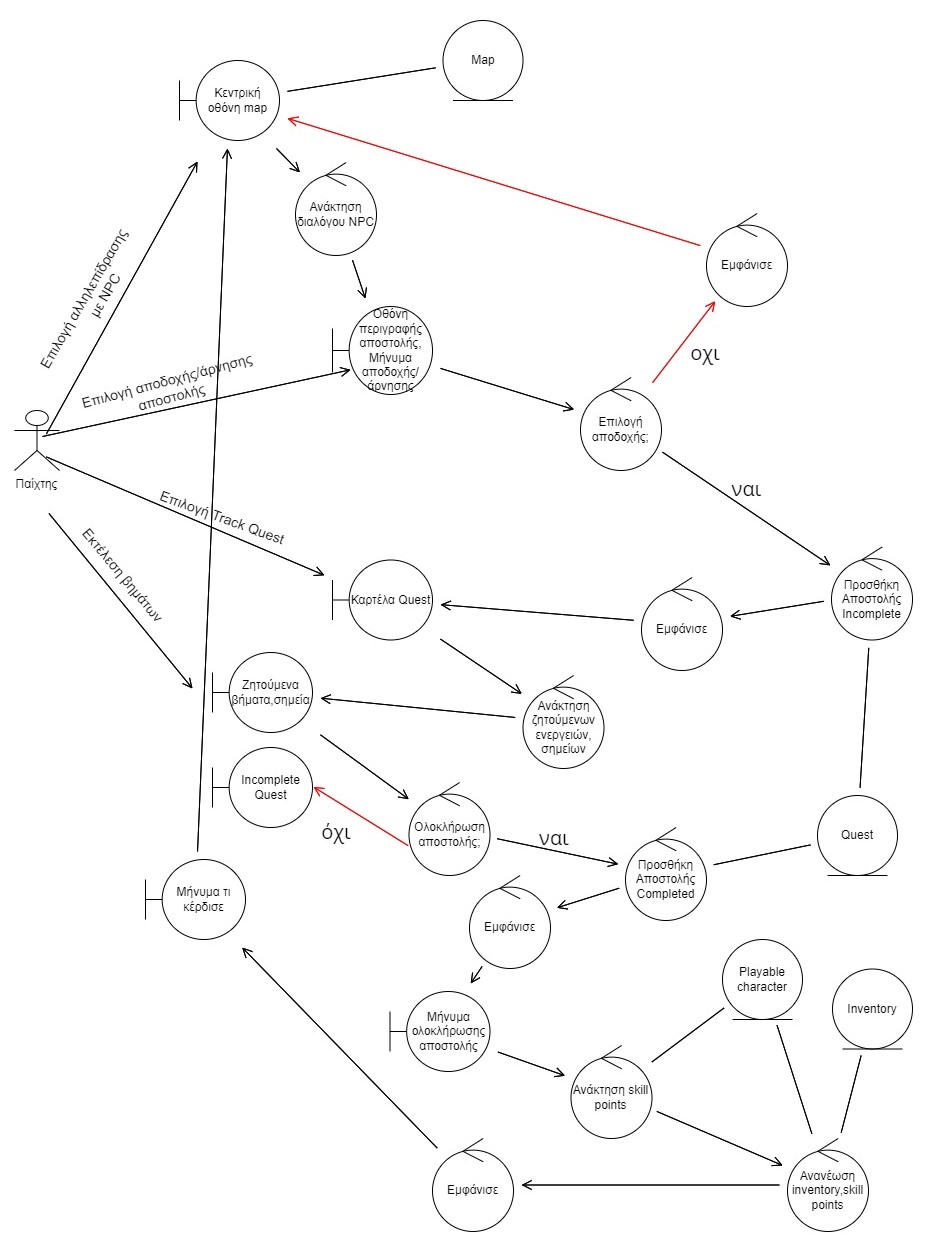 Map
Κεντρική
οθόνη map
Ανάκτηση
διαλόγου NPC
Εμφάνισε
Επιλογή αλληλεπίδρασης
με NPC
Οθόνη
περιγραφής
αποστολής,
Μήνυμα
αποδοχής/
άρνησης
οχι
Επιλογή αποδοχής/άρνησης
αποστολής
Επιλογή
αποδοχής;
Παίχτης
ναι
Επιλογή Track Quest
Εκτέλεση βημάτων
Καρτέλα Quest
Εμφάνισε
Προσθήκη
Αποστολής
Incomplete
Ζητούμενα
βήματα,σημεία
Ανάκτηση
ζητούμενων
ενεργειών,
σημείων
Incomplete
Quest
όχι
Ολοκλήρωση
αποστολής;
ναι
Quest
Προσθήκη
Αποστολής
Completed
Μήνυμα τι
κέρδισε
Εμφάνισε
Playable
character
Inventory
Μήνυμα
ολοκλήρωσης
αποστολής
Ανάκτηση skill
points
Εμφάνισε
Ανανέωση
inventory,skill
points